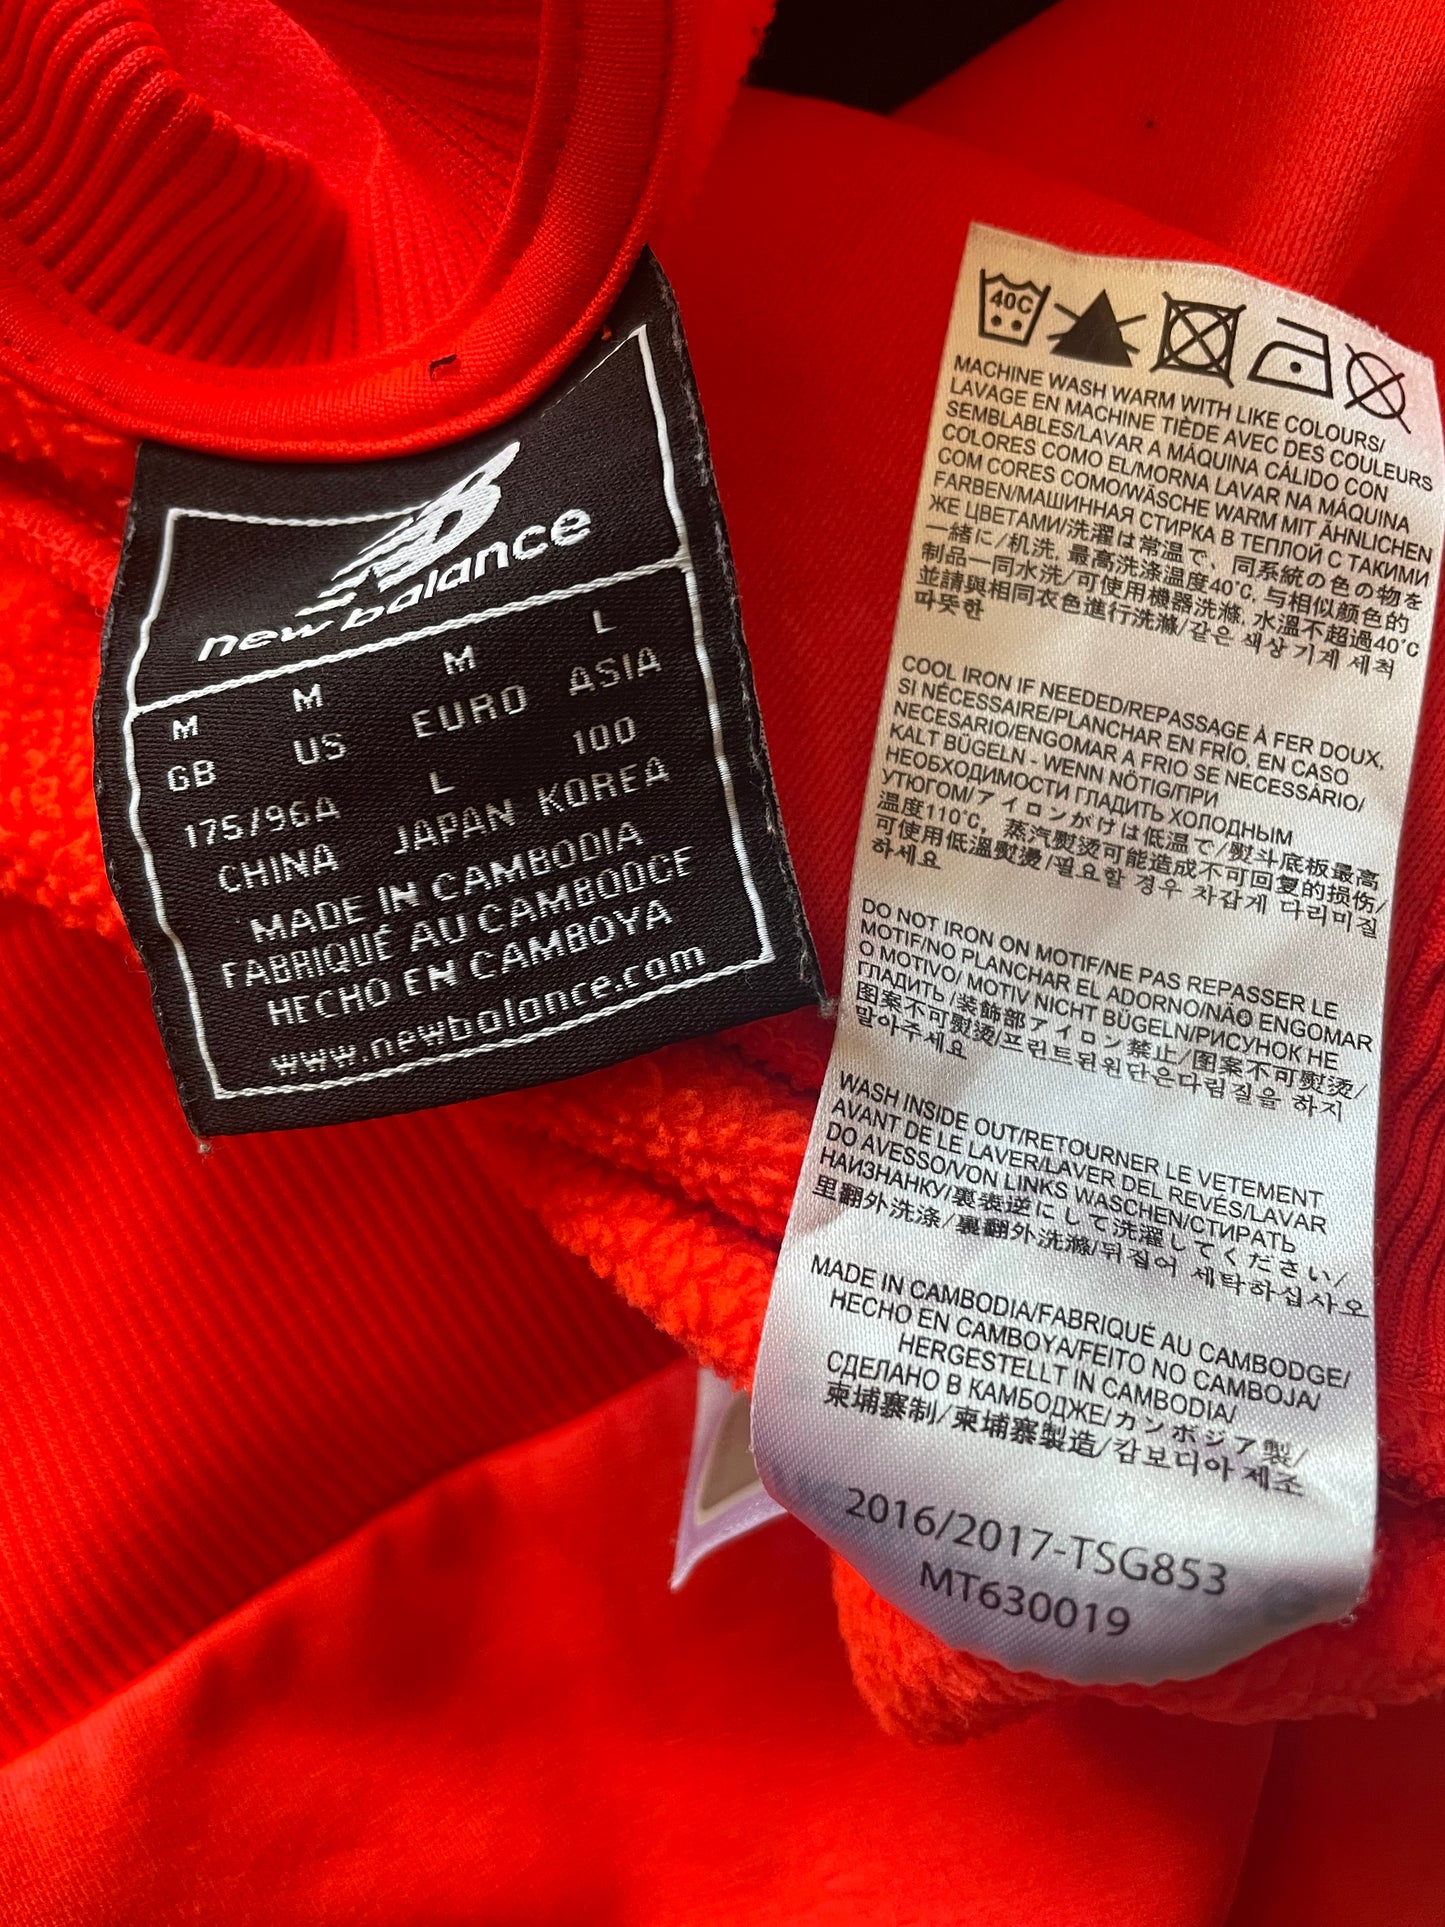 new balance
M M M L
GB US EURO ASIA
175/96A L 100
CHINA JAPAN KOREA
MADE IN CAMBODIA
FABRIQUÉ AU CAMBODGE
HECHO EN CAMBOYA
www.newbalance.com
40C
MACHINE WASH WARM WITH LIKE COLOURS/
LAVAGE EN MACHINE TIÈDE AVEC DES COULEURS
SEMBLABLES/LAVAR A MÁQUINA CÁLIDO CON
COLORES COMO EL/MORNA LAVAR NA MÁQUINA
COM CORES COMO/WÄSCHE WARM MIT ÄHNLICHEN
FARBEN/МАШИННАЯ СТИРКА В ТЕПЛОЙ С ТАКИМИ
ЖЕ ЦВЕТАМИ/洗濯は常温で、同系統の色の物を
一緒に/机洗, 最高洗涤温度40℃, 与相似颜色的
制品一同水洗/可使用機器洗滌, 水溫不超過40℃
並請與相同衣色進行洗滌/같은 색상 기계 세척
따뜻한
COOL IRON IF NEEDED/REPASSAGE À FER DOUX,
SI NÉCESSAIRE/PLANCHAR EN FRÍO, EN CASO
NECESARIO/ENGOMAR A FRIO SE NECESSÁRIO/
KALT BÜGELN - WENN NÖTIG/ПРИ
НЕОБХОДИМОСТИ ГЛАДИТЬ ХОЛОДНЫМ
УТЮГОМ/アイロンがけは低温で/熨斗底板最高
温度110℃, 蒸汽熨烫可能造成不可回复的损伤/
可使用低溫熨燙/필요할 경우 차갑게 다리미질
하세요
DO NOT IRON ON MOTIF/NE PAS REPASSER LE
MOTIF/NO PLANCHAR EL ADORNO/NÃO ENGOMAR
O MOTIVO/ MOTIV NICHT BÜGELN/РИСУНОК НЕ
ГЛАДИТЬ/装飾部アイロン禁止/图案不可熨烫/
图案不可熨燙/프린트된원단은다림질을 하지
말아주세요
WASH INSIDE OUT/RETOURNER LE VETEMENT
AVANT DE LE LAVER/LAVER DEL REVÉS/LAVAR
DO AVESSO/VON LINKS WASCHEN/СТИРАТЬ
НАИЗНАНКУ/裏表逆にして洗濯してください/
里翻外洗涤/裏翻外洗滌/뒤집어 세탁하십시오
MADE IN CAMBODIA/FABRIQUÉ AU CAMBODGE/
HECHO EN CAMBOYA/FEITO NO CAMBOJA/
HERGESTELLT IN CAMBODIA/
СДЕЛАНО В КАМБОДЖЕ/カンボジア製/
柬埔寨制/柬埔寨製造/캄보디아 제조
2016/2017-TSG853
MT630019